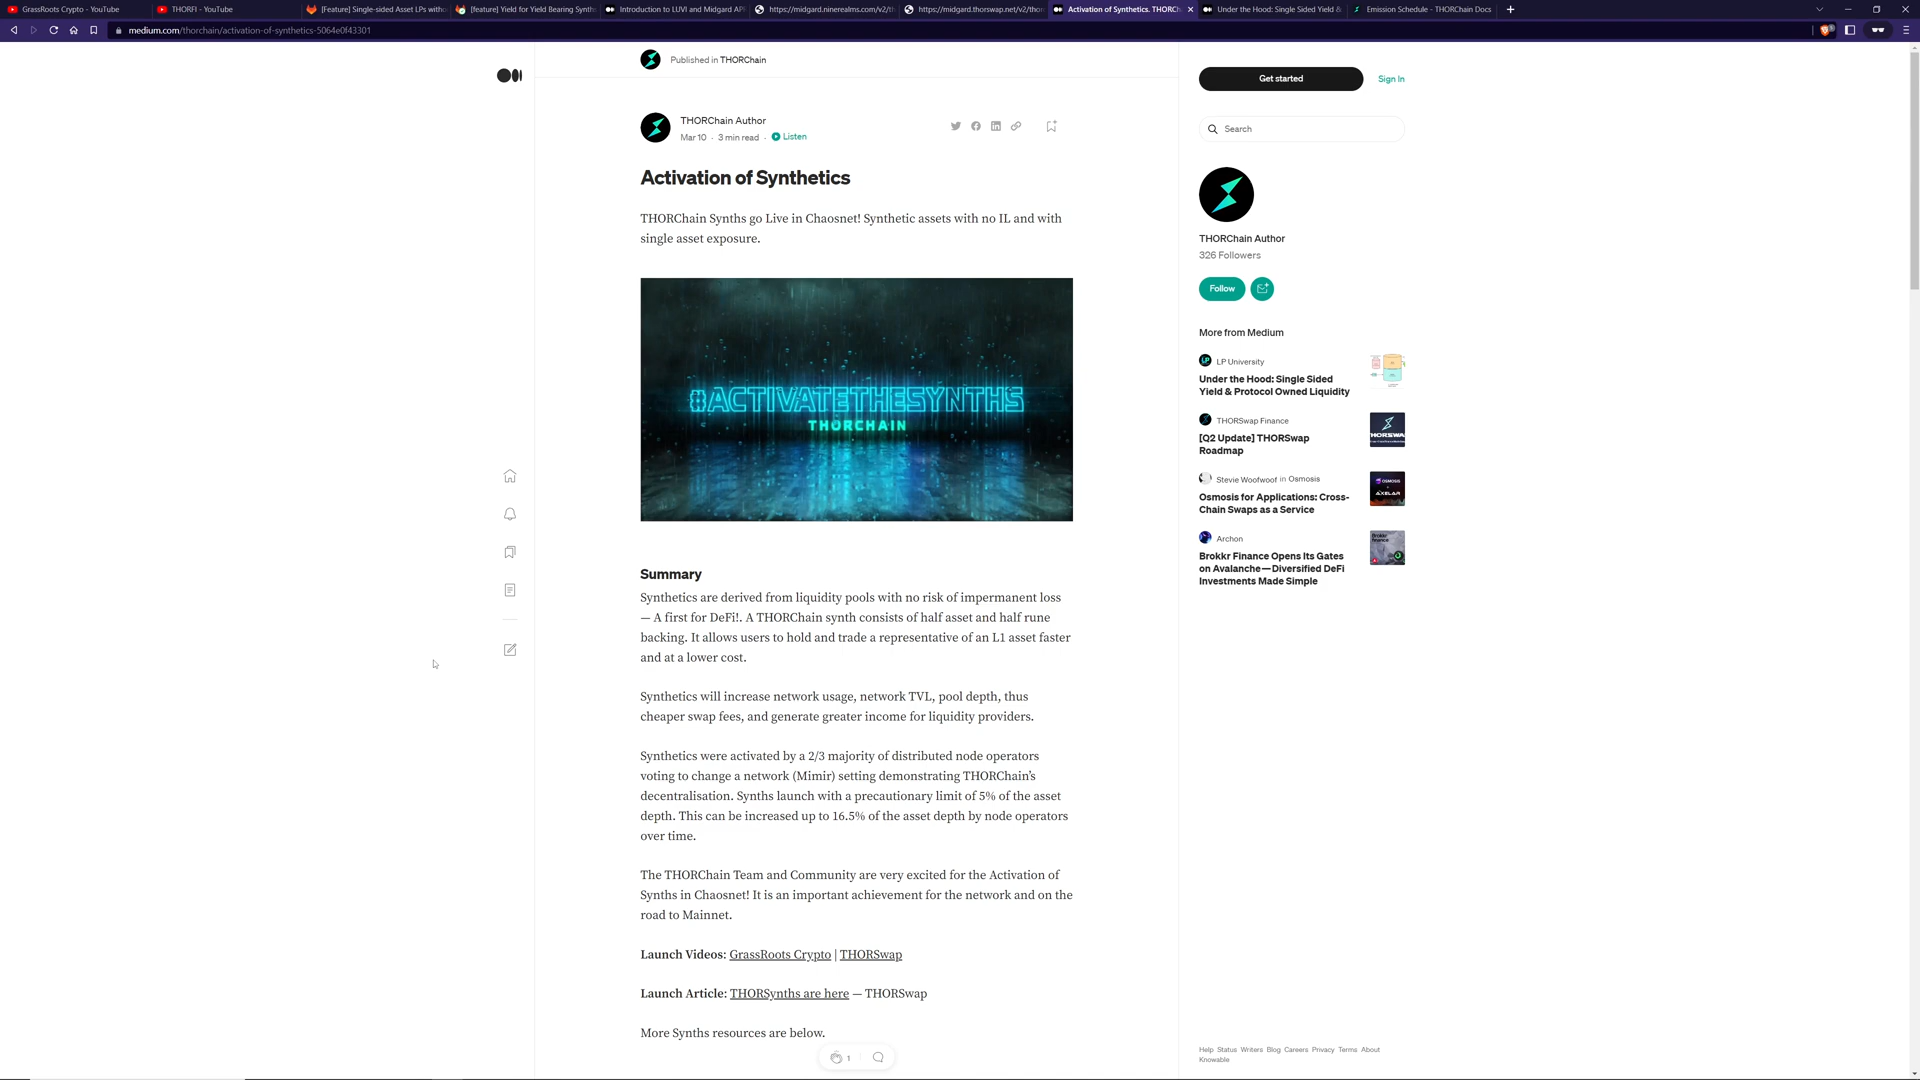 GrassRoots Crypto - YouTube
THORFI - YouTube
[Feature] Single-sided Asset LPs witho
[feature] Yield for Yield Bearing Synth
Introduction to LUVI and Midgard API
https://midgard.ninerealms.com/v2/th
https://midgard.thorswap.net/v2/thor
Activation of Synthetics. THORCh
Under the Hood: Single Sided Yield &
Emission Schedule - THORChain Docs
medium.com/thorchain/activation-of-synthetics-5064e0f43301
Published in THORChain
THORChain Author
Mar 10 · 3 min read · Listen
Activation of Synthetics
THORChain Synths go Live in Chaosnet! Synthetic assets with no IL and with
single asset exposure.
#ACTIVATETHESYNTHS
THORCHAIN
Summary
Synthetics are derived from liquidity pools with no risk of impermanent loss
— A first for DeFi!. A THORChain synth consists of half asset and half rune
backing. It allows users to hold and trade a representative of an L1 asset faster
and at a lower cost.
Synthetics will increase network usage, network TVL, pool depth, thus
cheaper swap fees, and generate greater income for liquidity providers.
Synthetics were activated by a 2/3 majority of distributed node operators
voting to change a network (Mimir) setting demonstrating THORChain’s
decentralisation. Synths launch with a precautionary limit of 5% of the asset
depth. This can be increased up to 16.5% of the asset depth by node operators
over time.
The THORChain Team and Community are very excited for the Activation of
Synths in Chaosnet! It is an important achievement for the network and on the
road to Mainnet.
Launch Videos: GrassRoots Crypto | THORSwap
Launch Article: THORSynths are here — THORSwap
More Synths resources are below.
1
Get started
Sign In
Search
THORChain Author
326 Followers
Follow
More from Medium
LP University
Under the Hood: Single Sided
Yield & Protocol Owned Liquidity
THORSwap Finance
[Q2 Update] THORSwap
Roadmap
Stevie Woofwoof in Osmosis
Osmosis for Applications: Cross-
Chain Swaps as a Service
Archon
Brokkr Finance Opens Its Gates
on Avalanche — Diversified DeFi
Investments Made Simple
Help Status Writers Blog Careers Privacy Terms About
Knowable